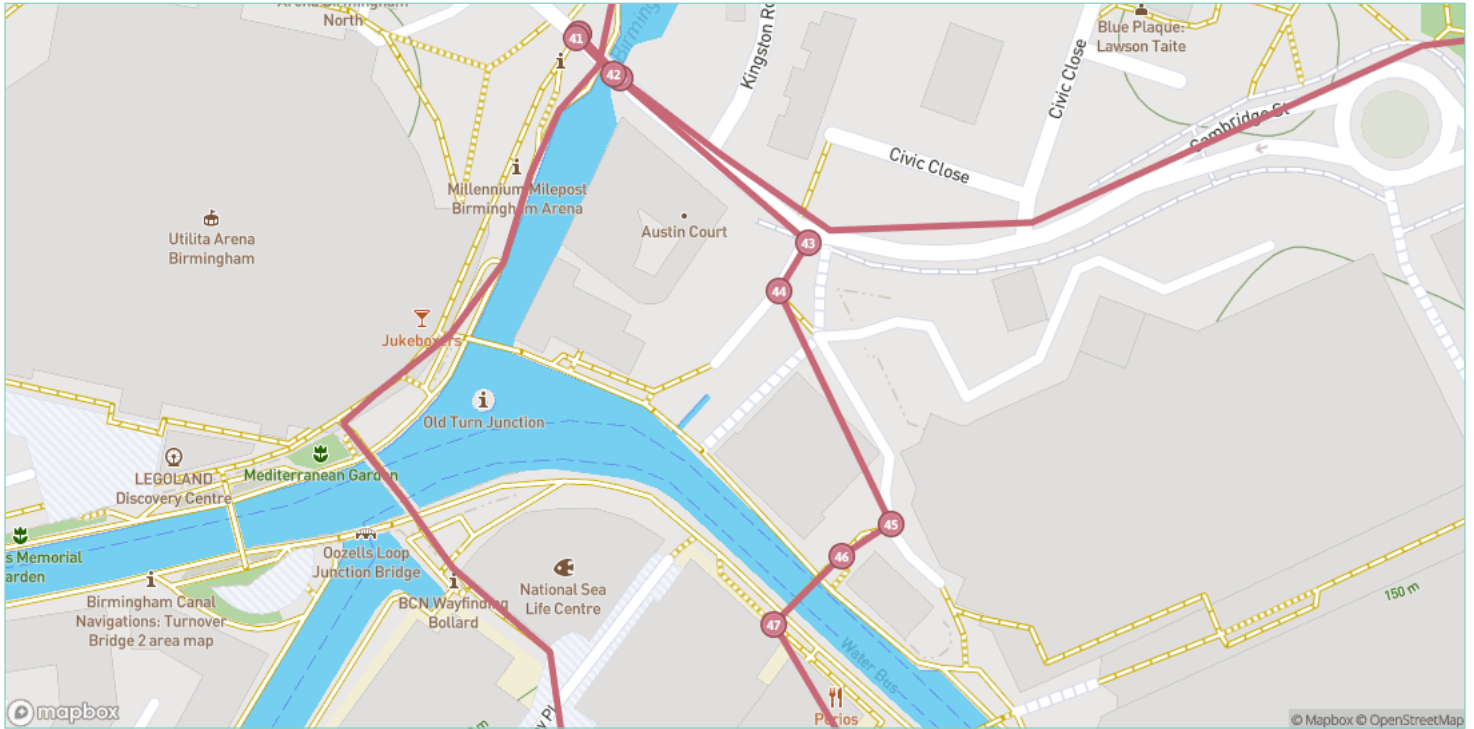 Arena Birmingham
North
41
42
Birming
Kingston Ro
Blue Plaque:
Lawson Taite
Civic Close
Cambridge St
Civic Close
Millennium Milepost
Birmingham Arena
Utilita Arena
Birmingham
Austin Court
43
44
Jukeboxers
Old Turn Junction
LEGOLAND
Discovery Centre
Mediterranean Garden
s Memorial
arden
45
46
Oozells Loop
Junction Bridge
National Sea
Life Centre
150 m
Birmingham Canal
Navigations: Turnover
Bridge 2 area map
BCN Wayfinding
Bollard
47
Water Bus
y Pl
m
mapbox
© Mapbox © OpenStreetMap